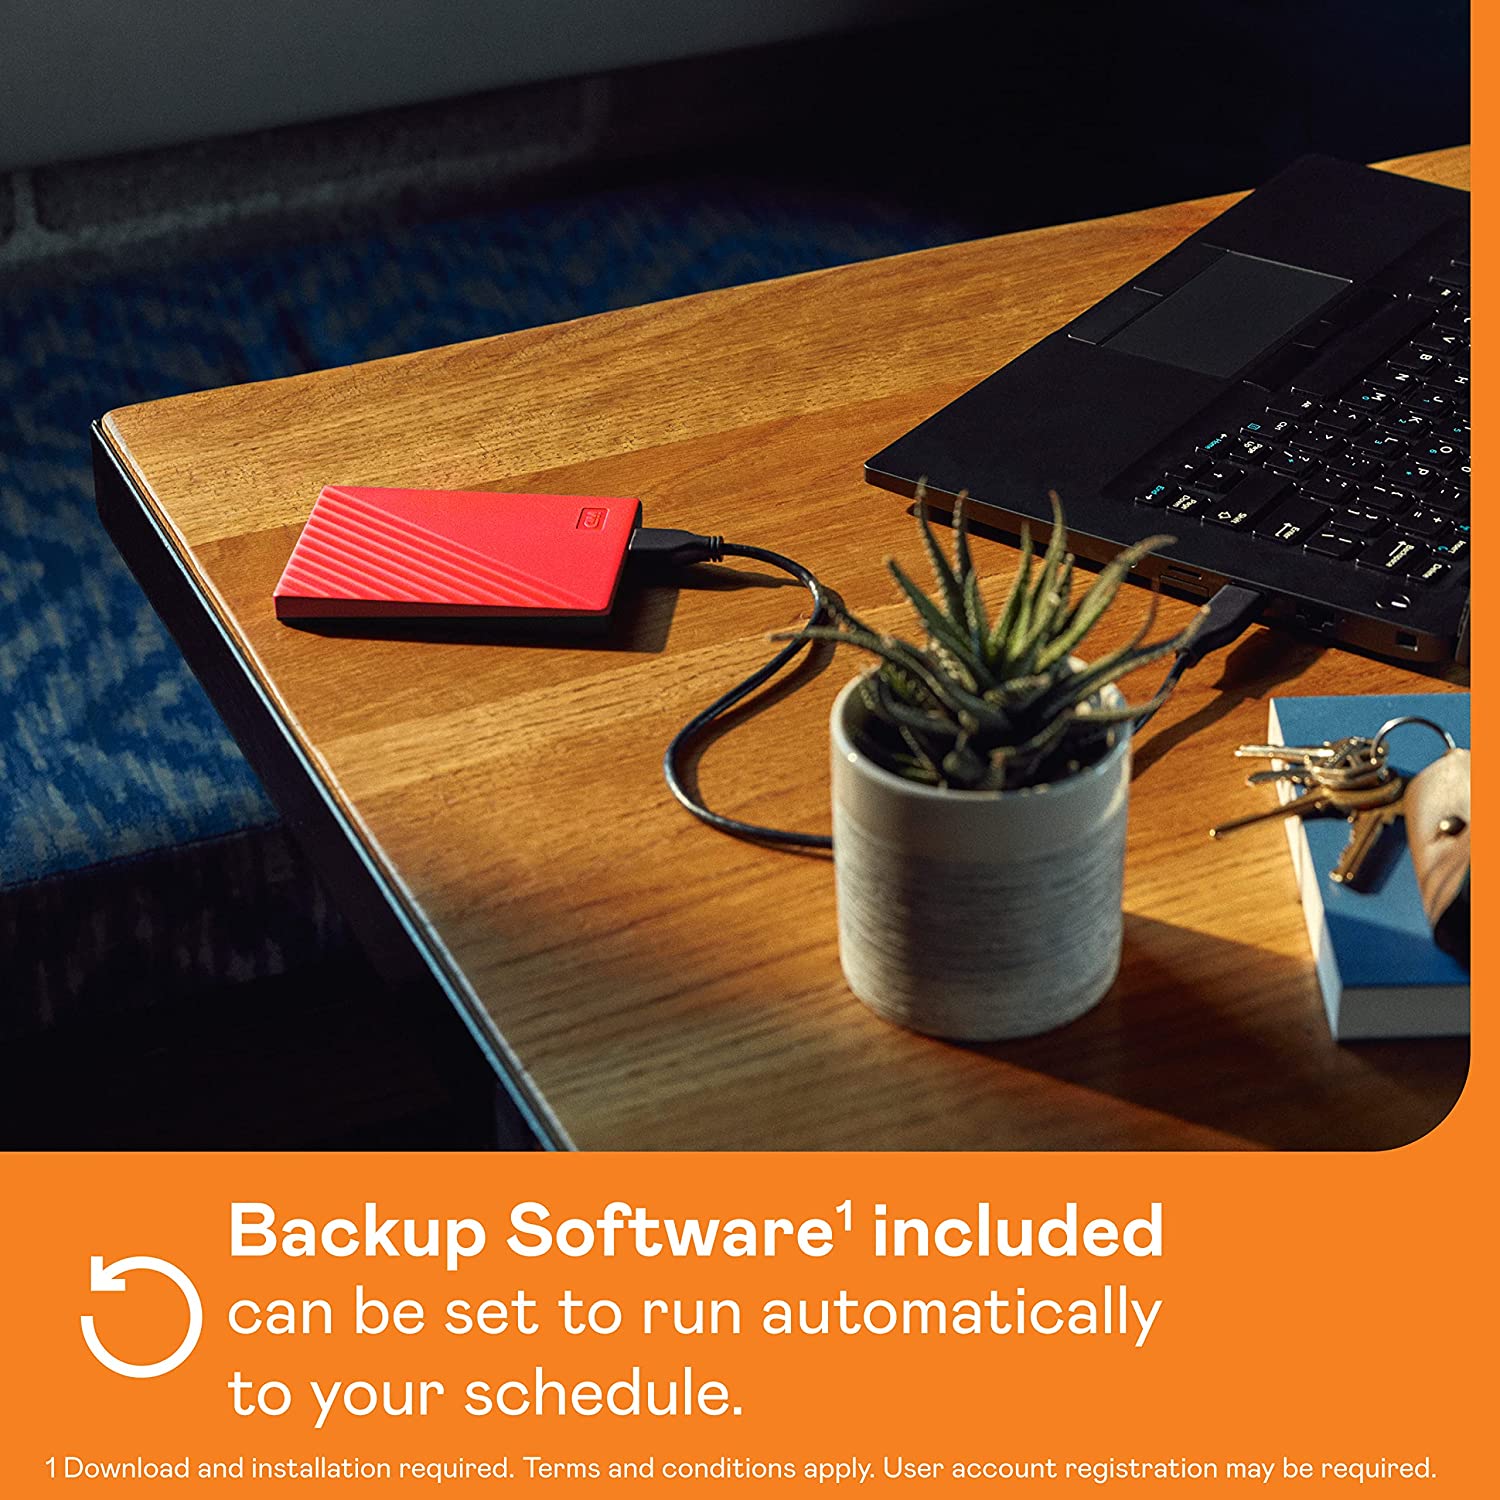 WD
Backup Software¹ included
can be set to run automatically
to your schedule.
1 Download and installation required. Terms and conditions apply. User account registration may be required.